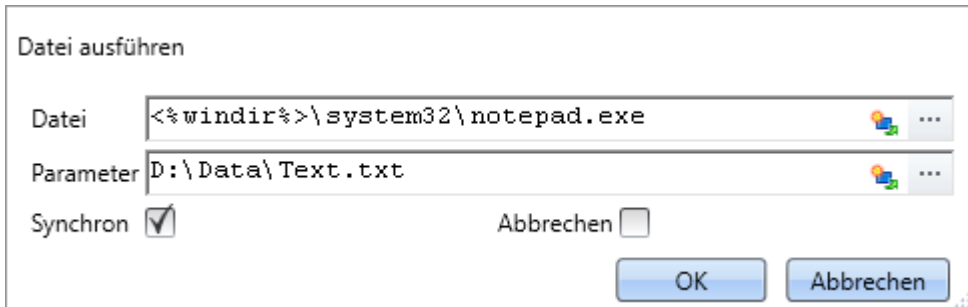 Datei ausführen
Datei <%windir%>\system32\notepad.exe ...
Parameter D:\Data\Text.txt ...
Synchron Abbrechen
OK Abbrechen